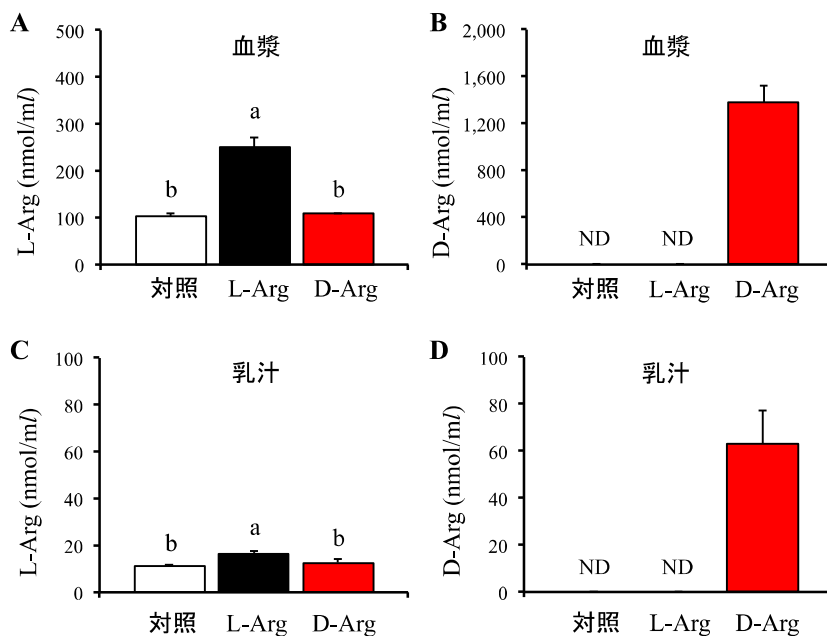 A
血漿
L-Arg (nmol/ml)
500
400
300
200
100
0
b
a
b
対照
L-Arg
D-Arg
B
血漿
D-Arg (nmol/ml)
2,000
1,600
1,200
800
400
0
ND
ND
対照
L-Arg
D-Arg
C
乳汁
L-Arg (nmol/ml)
100
80
60
40
20
0
b
a
b
対照
L-Arg
D-Arg
D
乳汁
D-Arg (nmol/ml)
100
80
60
40
20
0
ND
ND
対照
L-Arg
D-Arg